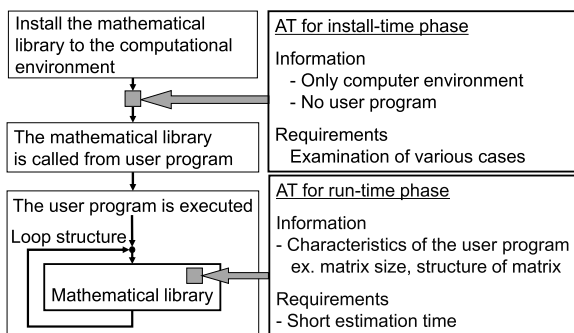 Install the mathematical
library to the computational
environment
The mathematical library
is called from user program
The user program is executed
Loop structure
Mathematical library
AT for install-time phase
Information
- Only computer environment
- No user program
Requirements
Examination of various cases
AT for run-time phase
Information
- Characteristics of the user program
ex. matrix size, structure of matrix
Requirements
- Short estimation time